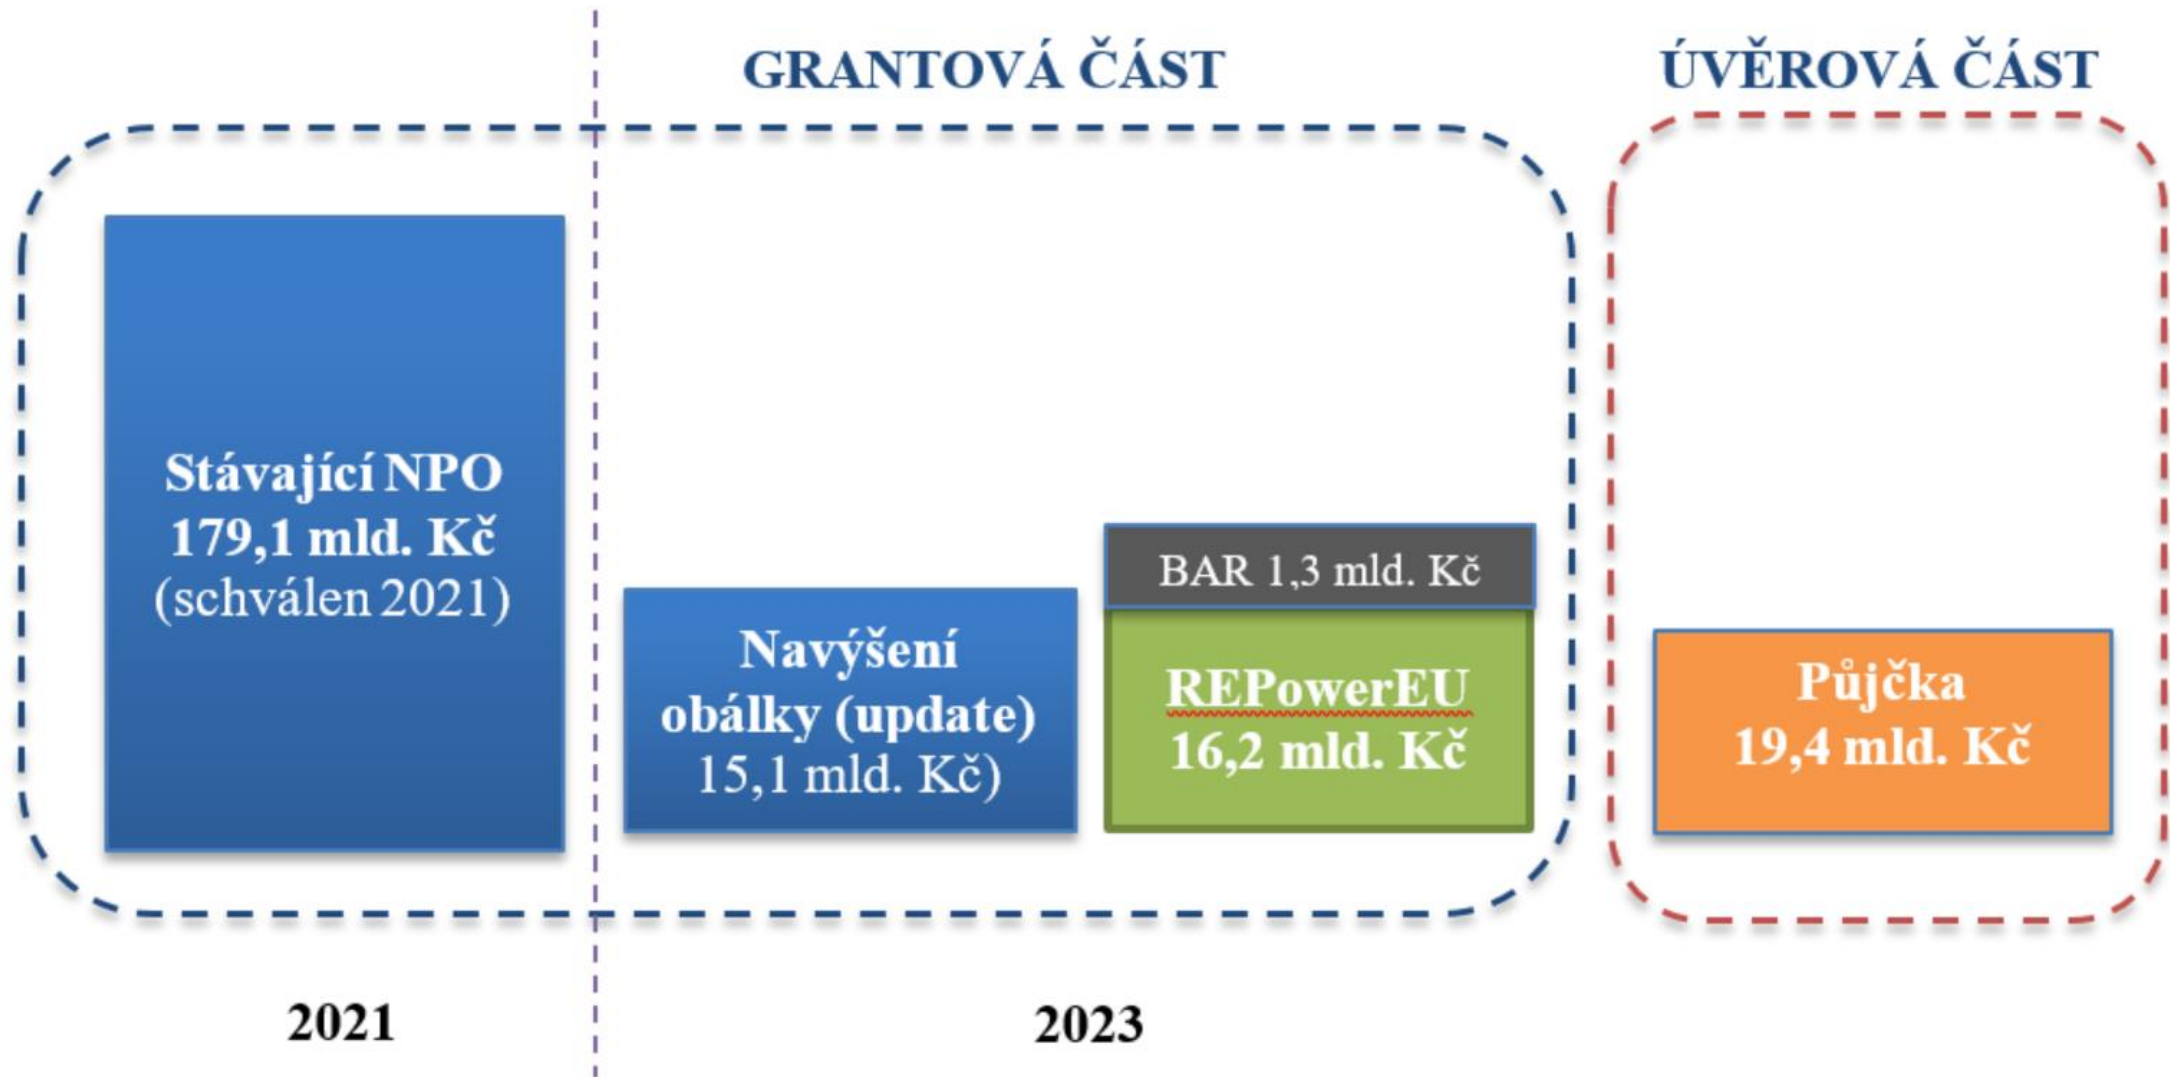 GRANTOVÁ ČÁST
ÚVĚROVÁ ČÁST
Stávající NPO
179,1 mld. Kč
(schválen 2021)
Navýšení
obálky (update)
15,1 mld. Kč)
BAR 1,3 mld. Kč
REPowerEU
16,2 mld. Kč
Půjčka
19,4 mld. Kč
2021
2023